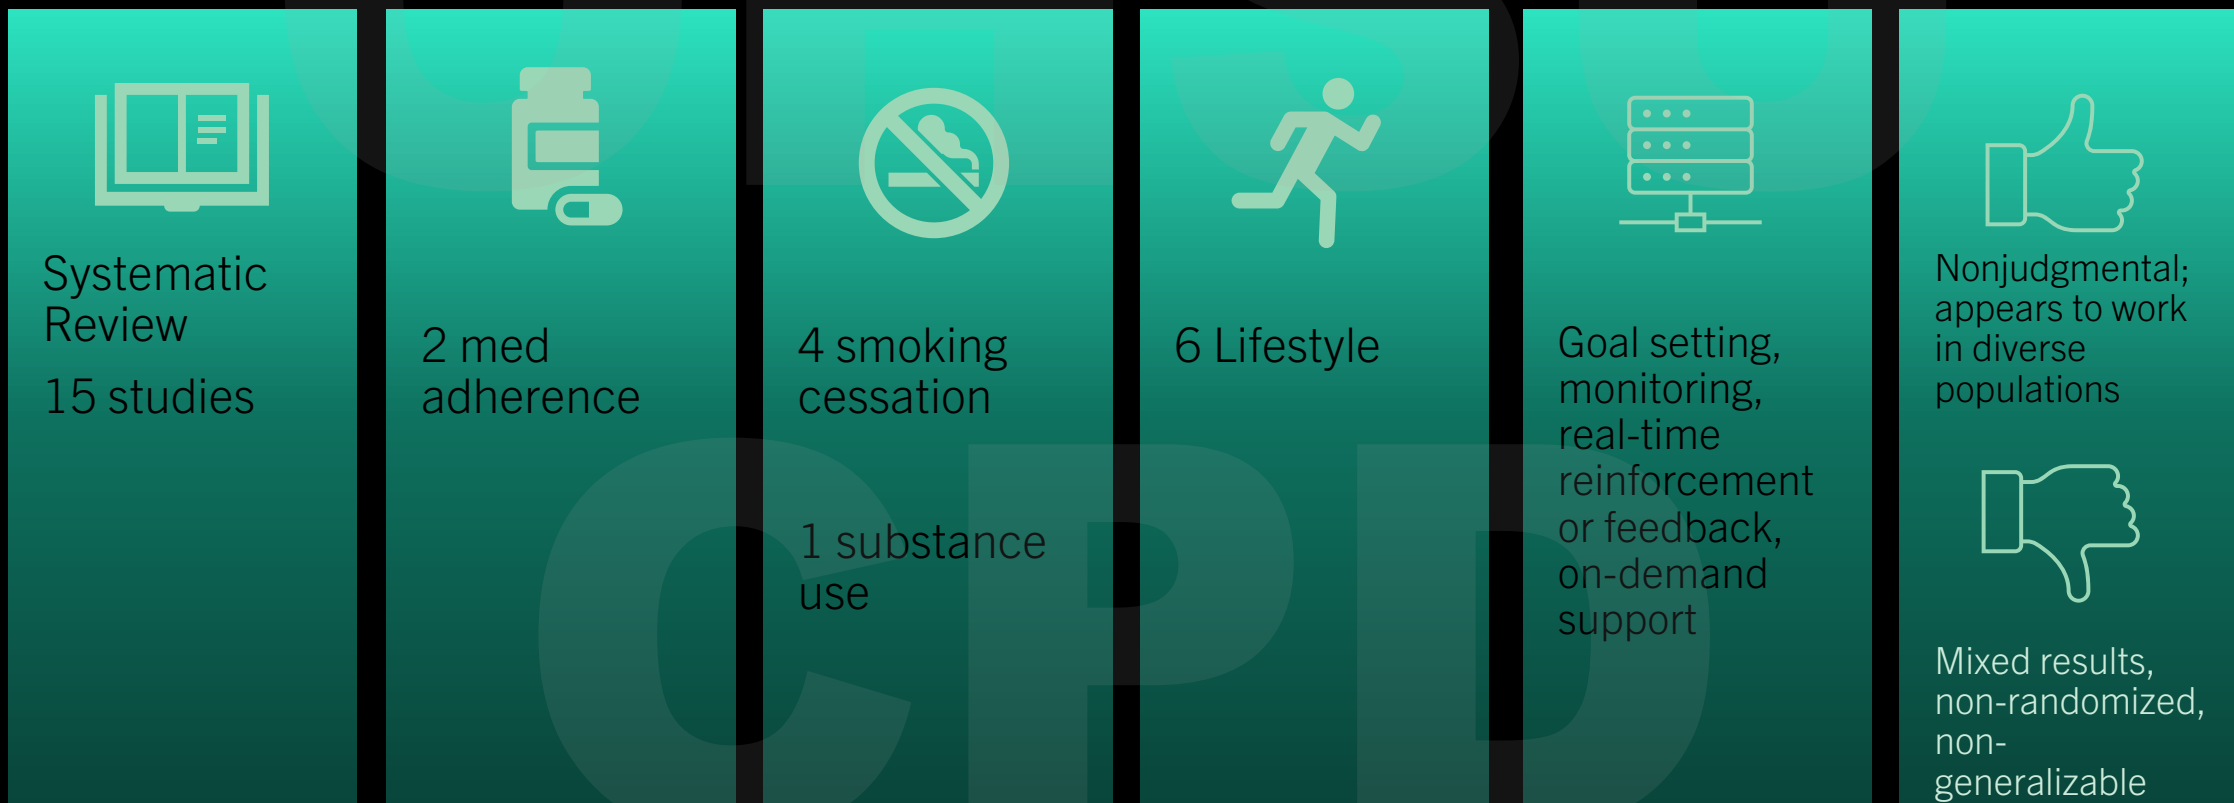 Systematic
Review
15 studies
2 med
adherence
4 smoking
cessation
1 substance
use
6 Lifestyle
Goal setting,
monitoring,
real-time
reinforcement
or feedback,
on-demand
support
Nonjudgmental;
appears to work
in diverse
populations
Mixed results,
non-randomized,
non-
generalizable
CPD